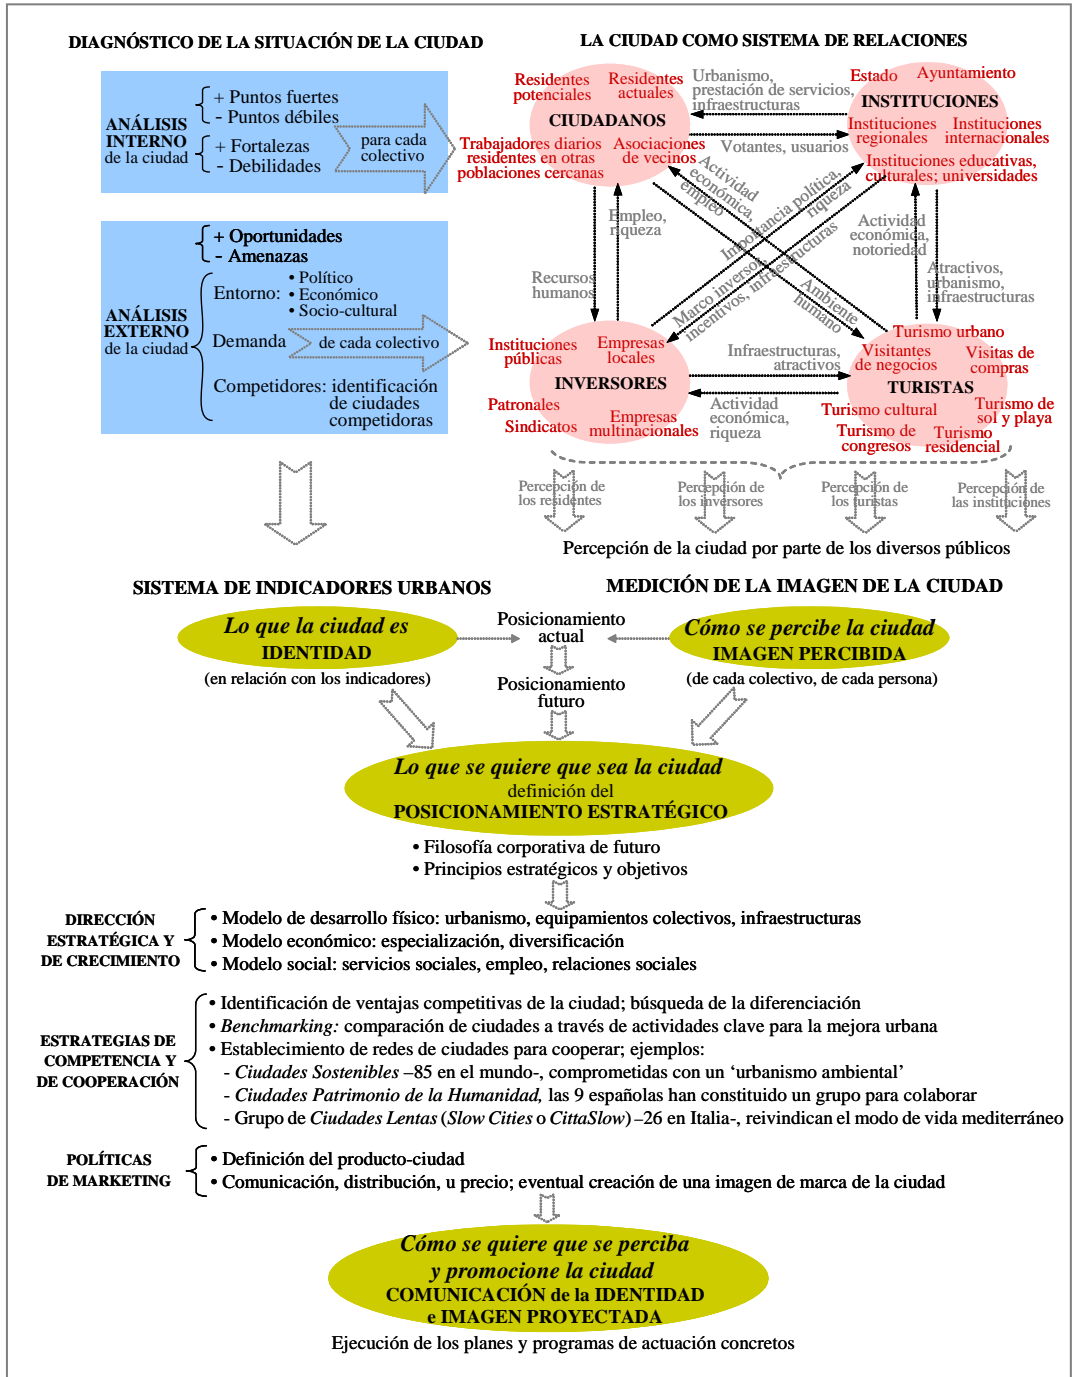 DIAGNÓSTICO DE LA SITUACIÓN DE LA CIUDAD
ANÁLISIS
INTERNO
de la ciudad
+ Puntos fuertes
- Puntos débiles
+ Fortalezas
- Debilidades
para cada
colectivo
ANÁLISIS
EXTERNO
de la ciudad
+ Oportunidades
- Amenazas
Entorno:
• Político
• Económico
• Socio-cultural
Demanda
de cada colectivo
Competidores: identificación
de ciudades
competidoras
LA CIUDAD COMO SISTEMA DE RELACIONES
Residentes
potenciales
Residentes
actuales
CIUDADANOS
Trabajadores diarios
residentes en otras
poblaciones cercanas
Asociaciones
de vecinos
Urbanismo,
prestación de servicios,
infraestructuras
Votantes, usuarios
Estado
Ayuntamiento
INSTITUCIONES
Instituciones
regionales
Instituciones
internacionales
Instituciones educativas,
culturales; universidades
Empleo,
riqueza
Recursos
humanos
Actividad
económica,
empleo
Importancia política,
riqueza
Marco inversor,
incentivos, infraestructuras
Ambiente
humano
Actividad
económica,
notoriedad
Atractivos,
urbanismo,
infraestructuras
Instituciones
públicas
Empresas
locales
INVERSORES
Patronales
Sindicatos
Empresas
multinacionales
Infraestructuras,
atractivos
Actividad
económica,
riqueza
Turismo urbano
Visitantes
de negocios
Visitas de
compras
TURISTAS
Turismo cultural
Turismo de
sol y playa
Turismo de
congresos
Turismo
residencial
Percepción de
los residentes
Percepción de
los inversores
Percepción de
los turistas
Percepción de
las instituciones
Percepción de la ciudad por parte de los diversos públicos
SISTEMA DE INDICADORES URBANOS
MEDICIÓN DE LA IMAGEN DE LA CIUDAD
Lo que la ciudad es
IDENTIDAD
(en relación con los indicadores)
Posicionamiento
actual
Posicionamiento
futuro
Cómo se percibe la ciudad
IMAGEN PERCIBIDA
(de cada colectivo, de cada persona)
Lo que se quiere que sea la ciudad
definición del
POSICIONAMIENTO ESTRATÉGICO
• Filosofía corporativa de futuro
• Principios estratégicos y objetivos
DIRECCIÓN
ESTRATÉGICA Y
DE CRECIMIENTO
• Modelo de desarrollo físico: urbanismo, equipamientos colectivos, infraestructuras
• Modelo económico: especialización, diversificación
• Modelo social: servicios sociales, empleo, relaciones sociales
ESTRATEGIAS DE
COMPETENCIA Y
DE COOPERACIÓN
• Identificación de ventajas competitivas de la ciudad; búsqueda de la diferenciación
• Benchmarking: comparación de ciudades a través de actividades clave para la mejora urbana
• Establecimiento de redes de ciudades para cooperar; ejemplos:
- Ciudades Sostenibles –85 en el mundo-, comprometidas con un ‘urbanismo ambiental’
- Ciudades Patrimonio de la Humanidad, las 9 españolas han constituido un grupo para colaborar
- Grupo de Ciudades Lentas (Slow Cities o CittaSlow) –26 en Italia-, reivindican el modo de vida mediterráneo
POLÍTICAS
DE MARKETING
• Definición del producto-ciudad
• Comunicación, distribución, u precio; eventual creación de una imagen de marca de la ciudad
Cómo se quiere que se perciba
y promocione la ciudad
COMUNICACIÓN de la IDENTIDAD
e IMAGEN PROYECTADA
Ejecución de los planes y programas de actuación concretos